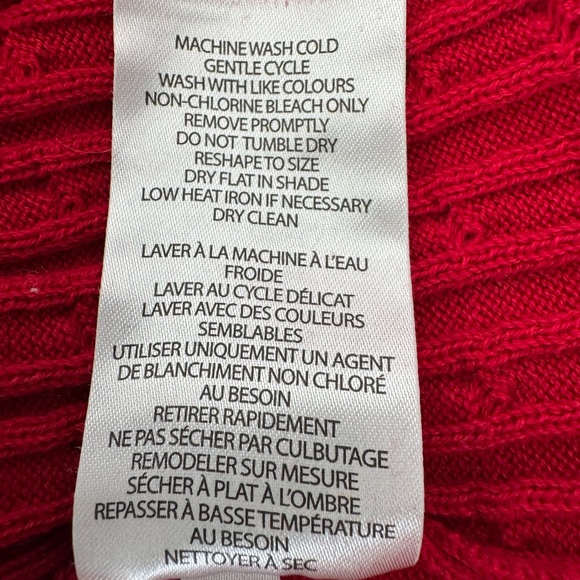 MACHINE WASH COLD
GENTLE CYCLE
WASH WITH LIKE COLOURS
NON-CHLORINE BLEACH ONLY
REMOVE PROMPTLY
DO NOT TUMBLE DRY
RESHAPE TO SIZE
DRY FLAT IN SHADE
LOW HEAT IRON IF NECESSARY
DRY CLEAN
LAVER À LA MACHINE À L'EAU
FROIDE
LAVER AU CYCLE DÉLICAT
LAVER AVEC DES COULEURS
SEMBLABLES
UTILISER UNIQUEMENT UN AGENT
DE BLANCHIMENT NON CHLORÉ
AU BESOIN
RETIRER RAPIDEMENT
NE PAS SÉCHER PAR CULBUTAGE
REMODELER SUR MESURE
SÉCHER À PLAT À L'OMBRE
REPASSER À BASSE TEMPÉRATURE
AU BESOIN
NETTOYER À SEC